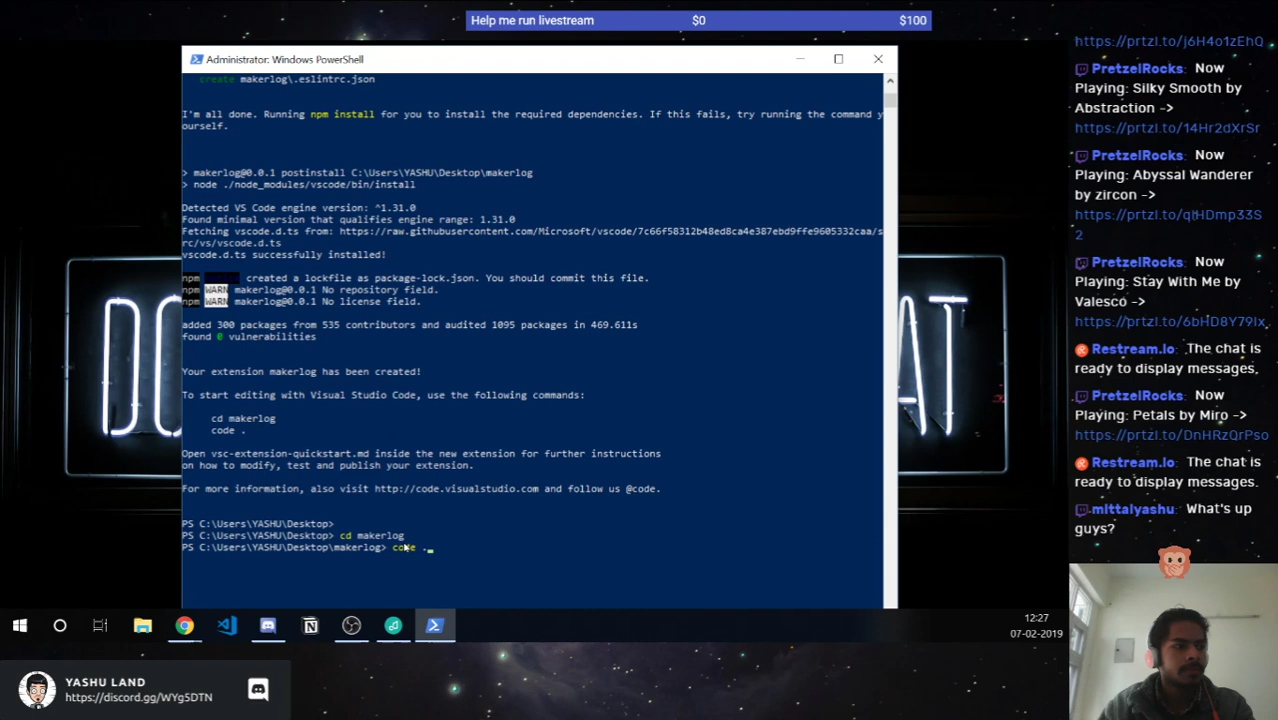 Help me run livestream $0 $100
Administrator: Windows PowerShell
create makerlog\.eslintrc.json
I'm all done. Running npm install for you to install the required dependencies. If this fails, try running the command y
ourself.
> makerlog@0.0.1 postinstall C:\Users\YASHU\Desktop\makerlog
> node ./node_modules/vscode/bin/install
Detected VS Code engine version: ^1.31.0
Found minimal version that qualifies engine range: 1.31.0
Fetching vscode.d.ts from: https://raw.githubusercontent.com/Microsoft/vscode/7c66f58312b48ed8ca4e387ebd9ffe9605332caa/s
rc/vs/vscode.d.ts
vscode.d.ts successfully installed!
npm notice created a lockfile as package-lock.json. You should commit this file.
npm WARN makerlog@0.0.1 No repository field.
npm WARN makerlog@0.0.1 No license field.
added 300 packages from 535 contributors and audited 1095 packages in 469.611s
found 0 vulnerabilities
Your extension makerlog has been created!
To start editing with Visual Studio Code, use the following commands:
cd makerlog
code .
Open vsc-extension-quickstart.md inside the new extension for further instructions
on how to modify, test and publish your extension.
For more information, also visit http://code.visualstudio.com and follow us @code.
PS C:\Users\YASHU\Desktop>
PS C:\Users\YASHU\Desktop> cd makerlog
PS C:\Users\YASHU\Desktop\makerlog> code .
DO
AT
12:27
07-02-2019
YASHU LAND
https://discord.gg/WYg5DTN
https://prtzl.to/j6H4o1zEhQ
PretzelRocks: Now
Playing: Silky Smooth by
Abstraction ->
https://prtzl.to/14Hr2dXrSr
PretzelRocks: Now
Playing: Abyssal Wanderer
by zircon ->
https://prtzl.to/qHHDmp33S
2
PretzelRocks: Now
Playing: Stay With Me by
Valesco ->
https://prtzl.to/6bHD8Y79Ix
Restream.io: The chat is
ready to display messages.
PretzelRocks: Now
Playing: Petals by Miro ->
https://prtzl.to/DnHRzQrPso
Restream.io: The chat is
ready to display messages.
mittalyashu: What's up
guys?